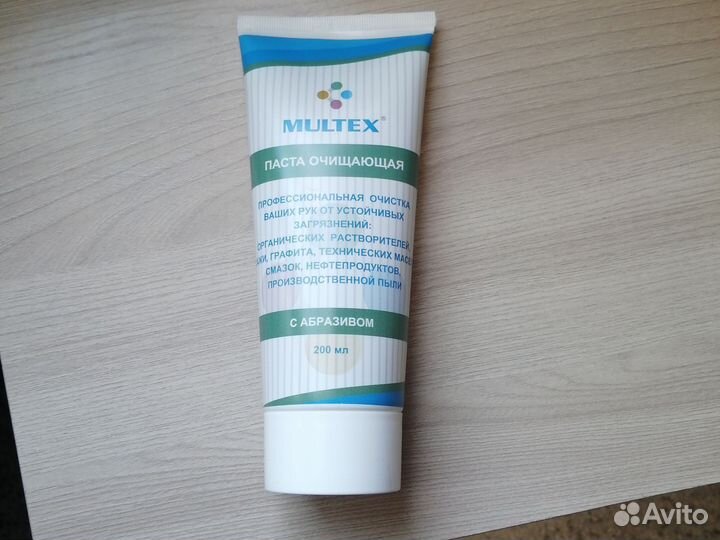 MULTEX®
ПАСТА ОЧИЩАЮЩАЯ
ПРОФЕССИОНАЛЬНАЯ ОЧИСТКА
ВАШИХ РУК ОТ УСТОЙЧИВЫХ
ЗАГРЯЗНЕНИЙ:
ОРГАНИЧЕСКИХ РАСТВОРИТЕЛЕЙ,
ГРАФИТА, ТЕХНИЧЕСКИХ
СМАЗОК, НЕФТЕПРОДУКТОВ,
ПРОИЗВОДСТВЕННОЙ ПЫЛИ
С АБРАЗИВОМ
200 мл
Avito